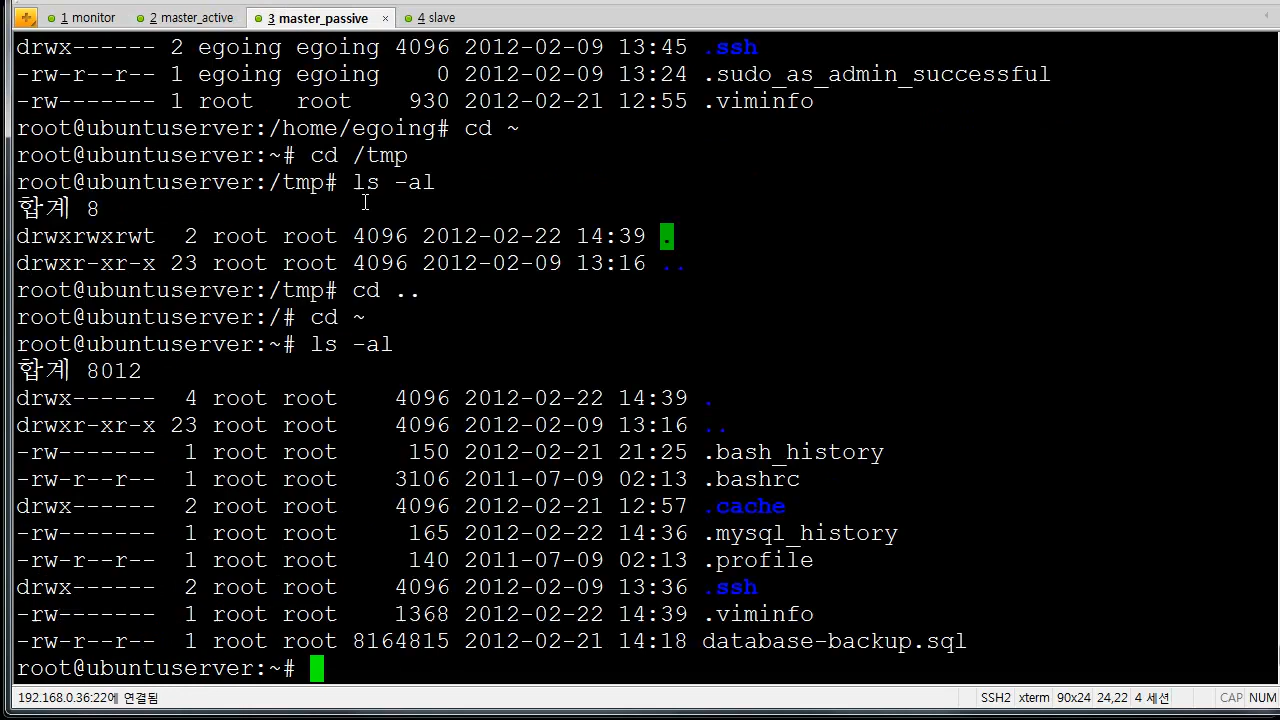 1 monitor 2 master_active 3 master_passive × 4 slave
drwx------ 2 egoing egoing 4096 2012-02-09 13:45 .ssh
-rw-r--r-- 1 egoing egoing    0 2012-02-09 13:24 .sudo_as_admin_successful
-rw------- 1 root   root    930 2012-02-21 12:55 .viminfo
root@ubuntuserver:/home/egoing# cd ~
root@ubuntuserver:~# cd /tmp
root@ubuntuserver:/tmp# ls -al
합계 8
drwxrwxrwt  2 root root 4096 2012-02-22 14:39 .
drwxr-xr-x 23 root root 4096 2012-02-09 13:16 ..
root@ubuntuserver:/tmp# cd ..
root@ubuntuserver:/# cd ~
root@ubuntuserver:~# ls -al
합계 8012
drwx------  4 root root    4096 2012-02-22 14:39 .
drwxr-xr-x 23 root root    4096 2012-02-09 13:16 ..
-rw-------  1 root root     150 2012-02-21 21:25 .bash_history
-rw-r--r--  1 root root    3106 2011-07-09 02:13 .bashrc
drwx------  2 root root    4096 2012-02-21 12:57 .cache
-rw-------  1 root root     165 2012-02-22 14:36 .mysql_history
-rw-r--r--  1 root root     140 2011-07-09 02:13 .profile
drwx------  2 root root    4096 2012-02-09 13:36 .ssh
-rw-------  1 root root    1368 2012-02-22 14:39 .viminfo
-rw-r--r--  1 root root 8164815 2012-02-21 14:18 database-backup.sql
root@ubuntuserver:~#
192.168.0.36:22에 연결됨 SSH2 xterm 90x24 24,22 4 세션 CAP NUM